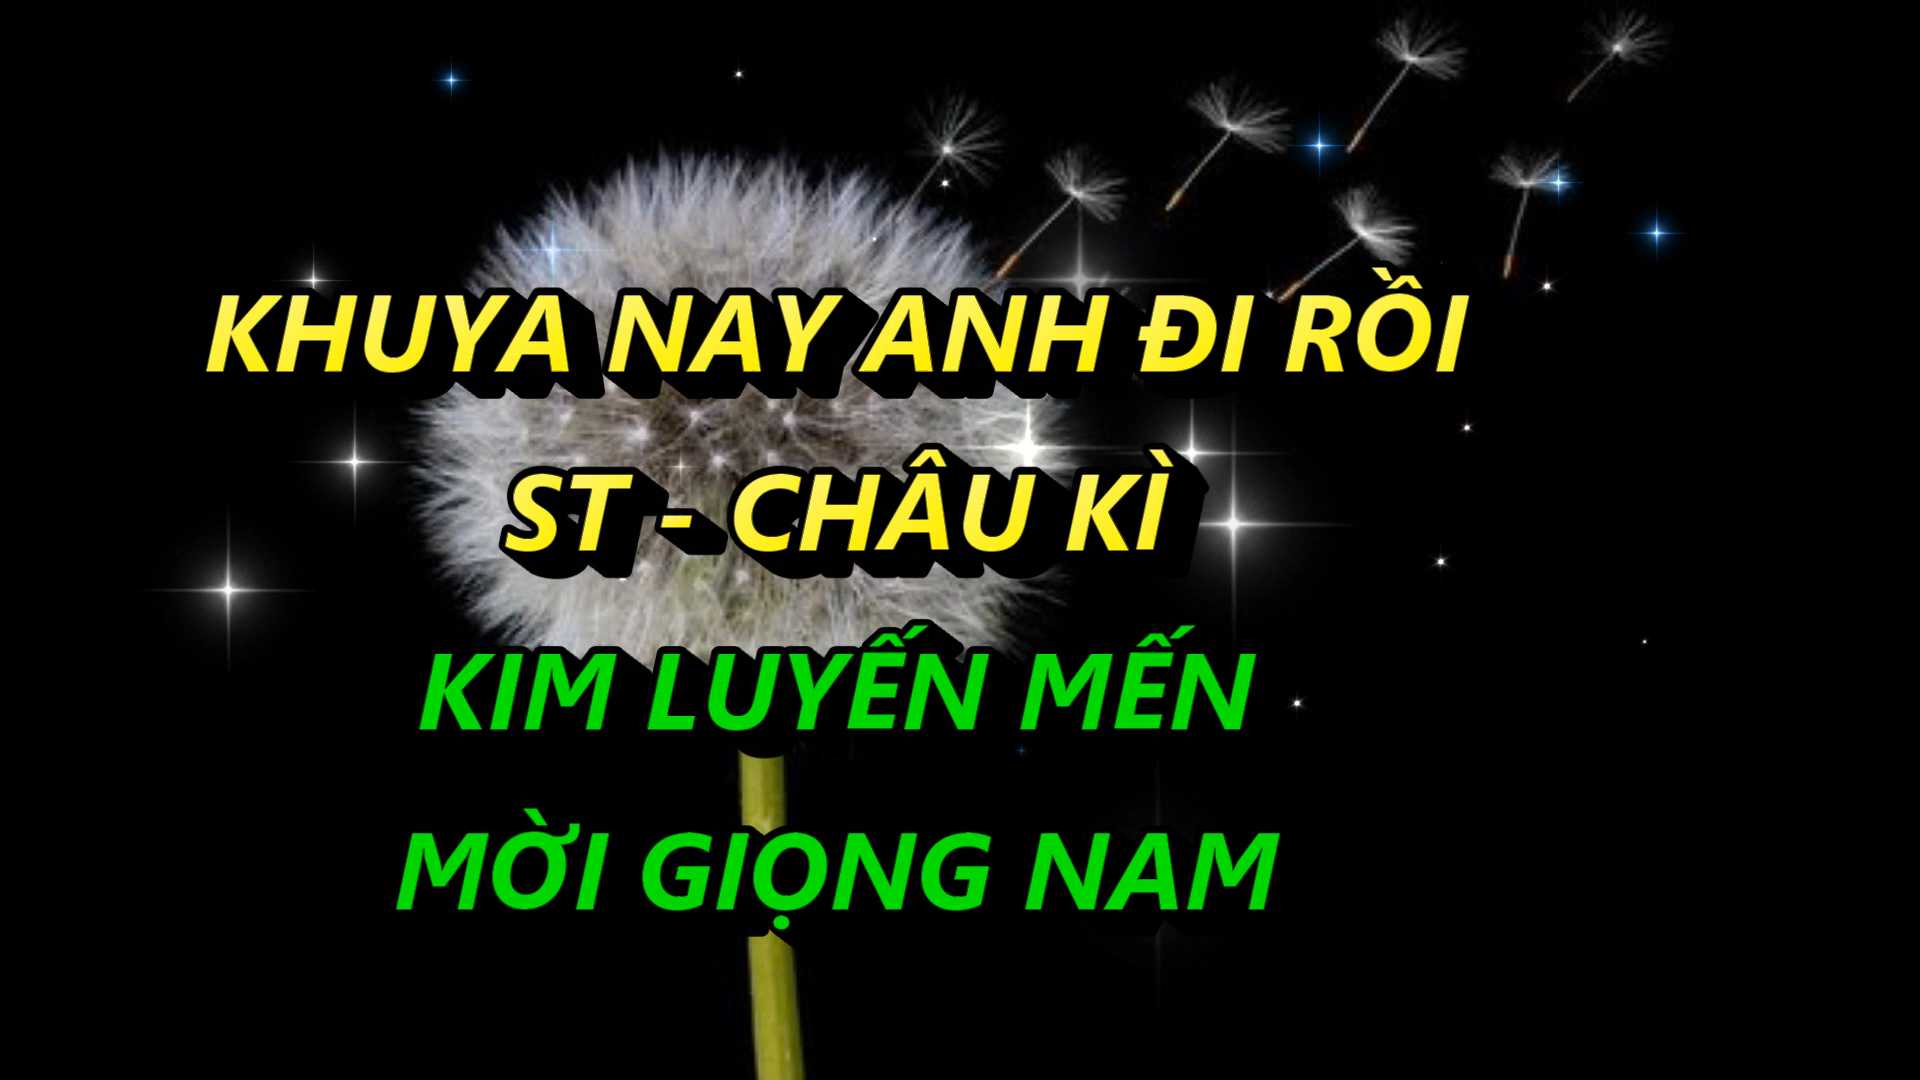 KHUYA NAY ANH ĐI RỒI
ST - CHÂU KÌ
KIM LUYẾN MẾN
MỜI GIỌNG NAM